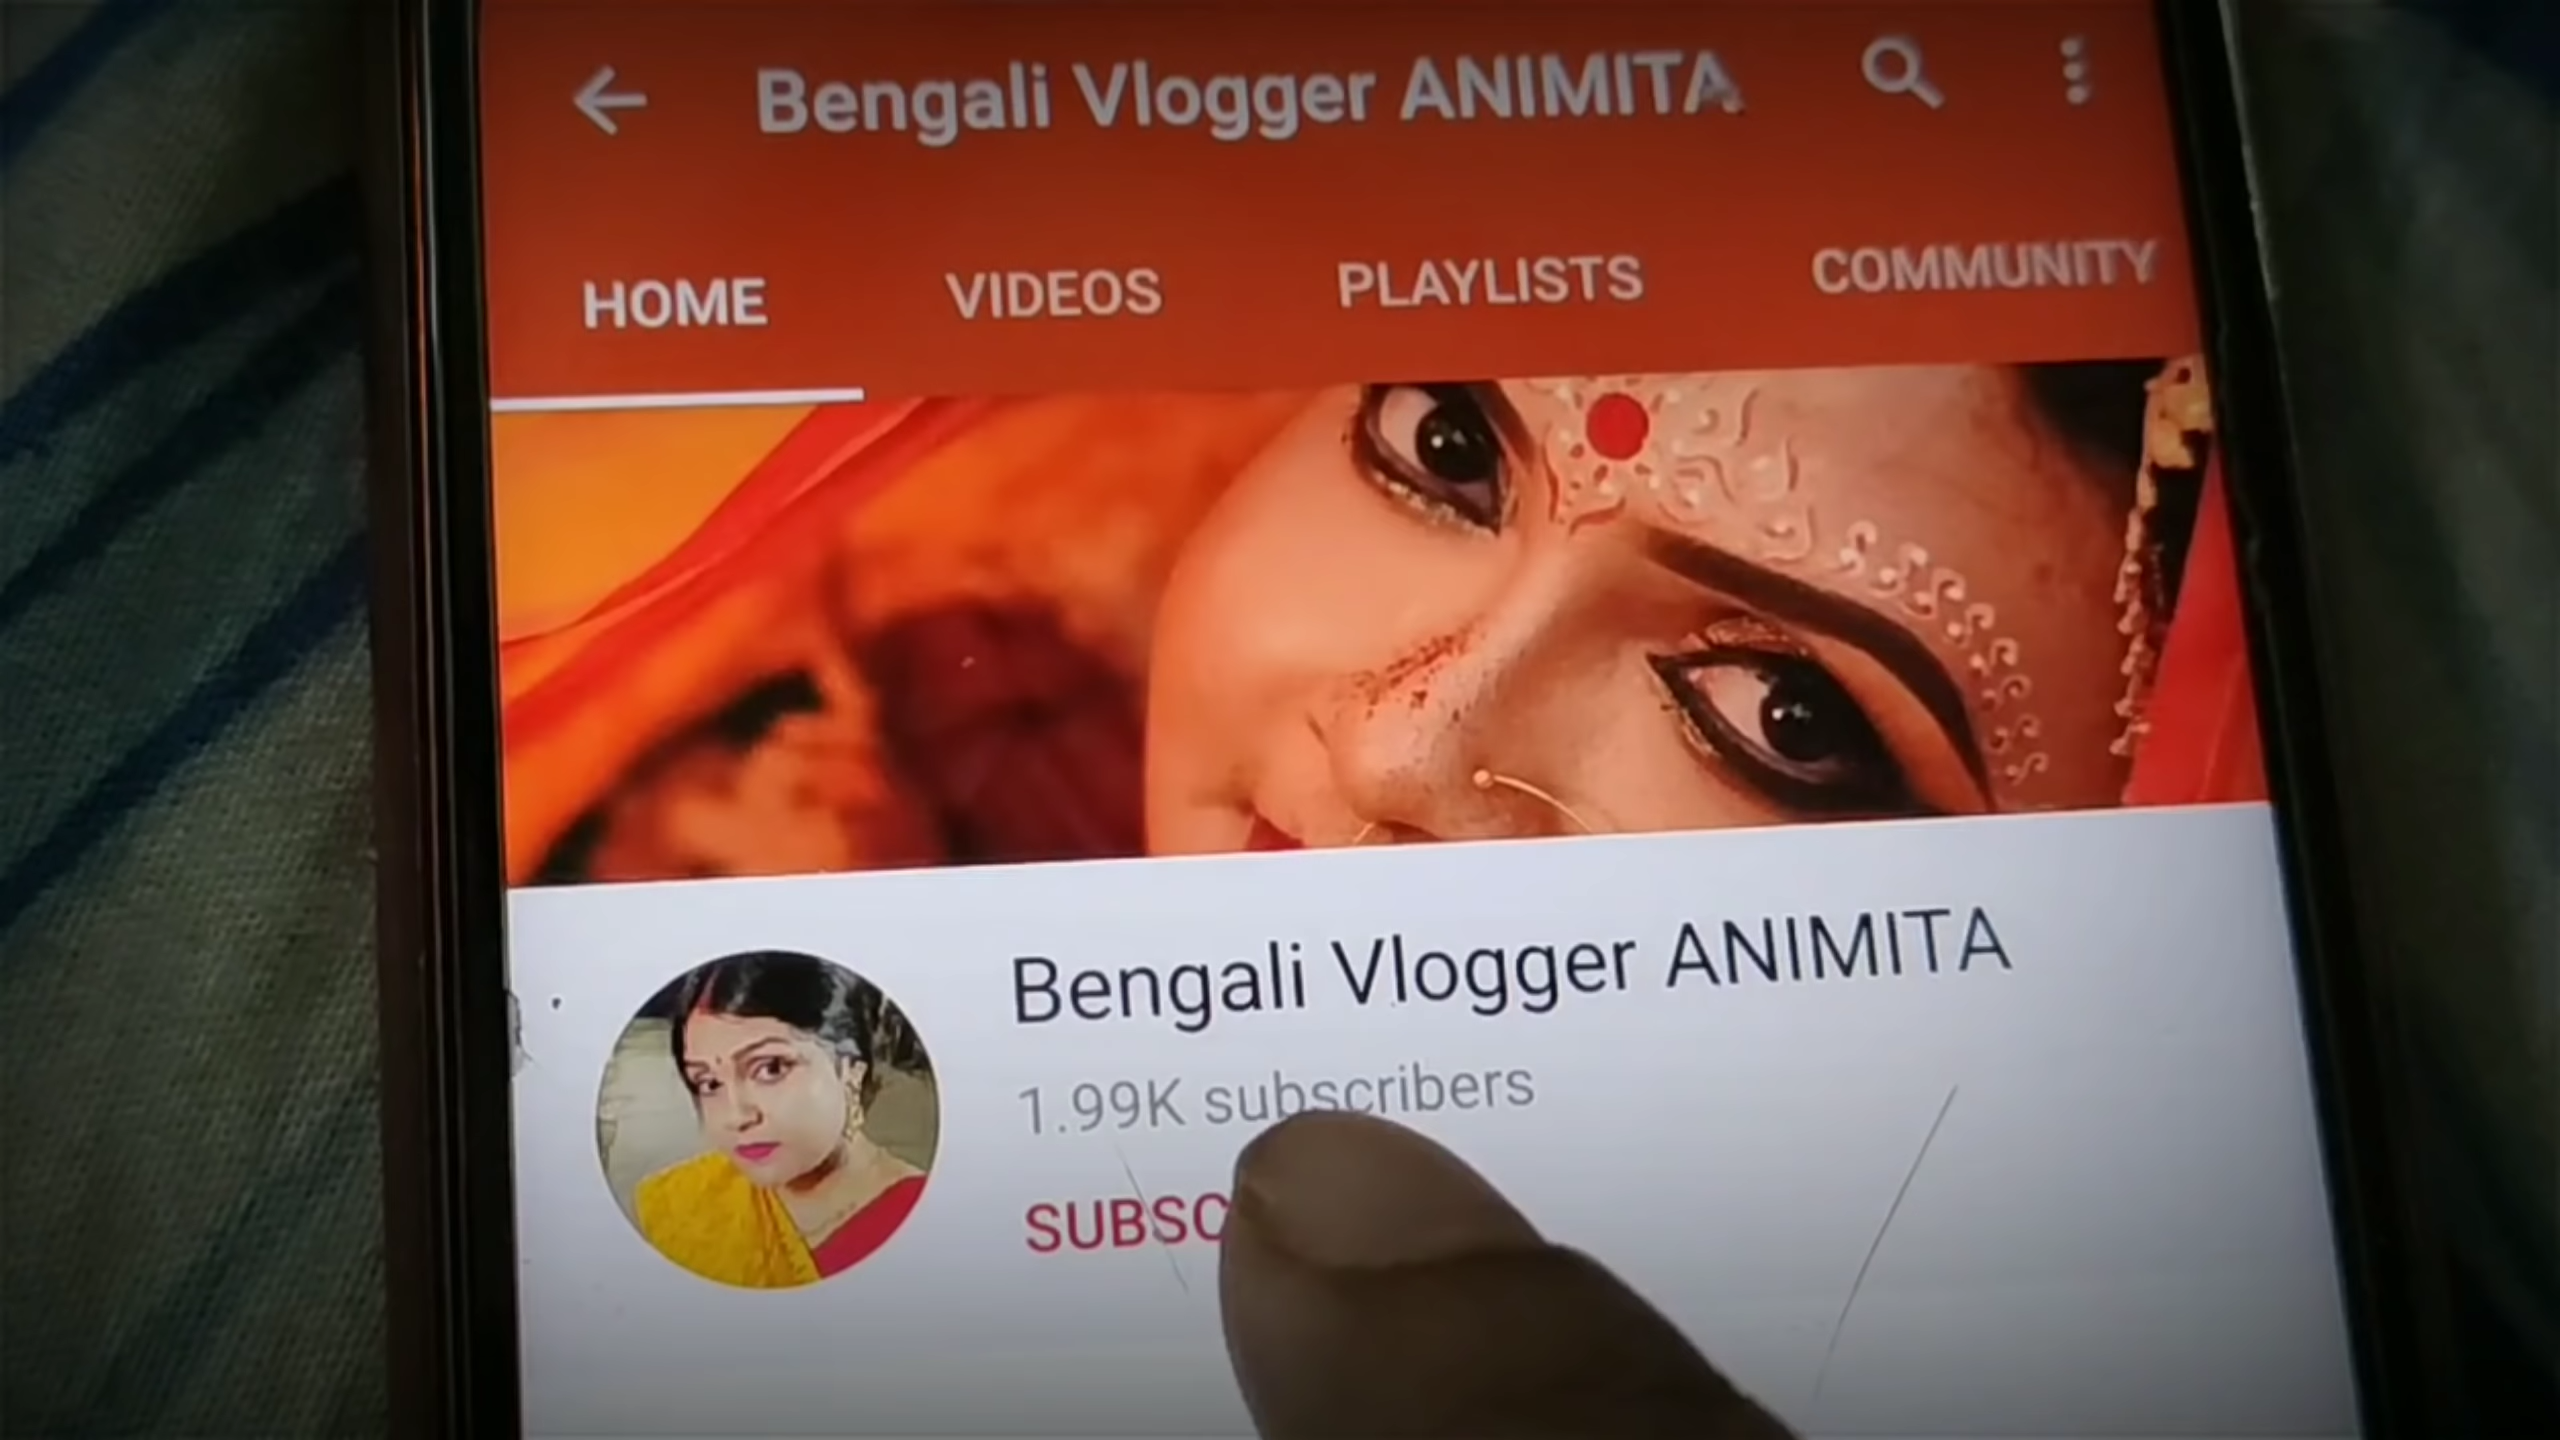 Bengali Vlogger ANIMITA
HOME VIDEOS PLAYLISTS COMMUNITY
Bengali Vlogger ANIMITA
1.99K subscribers
SUBSC